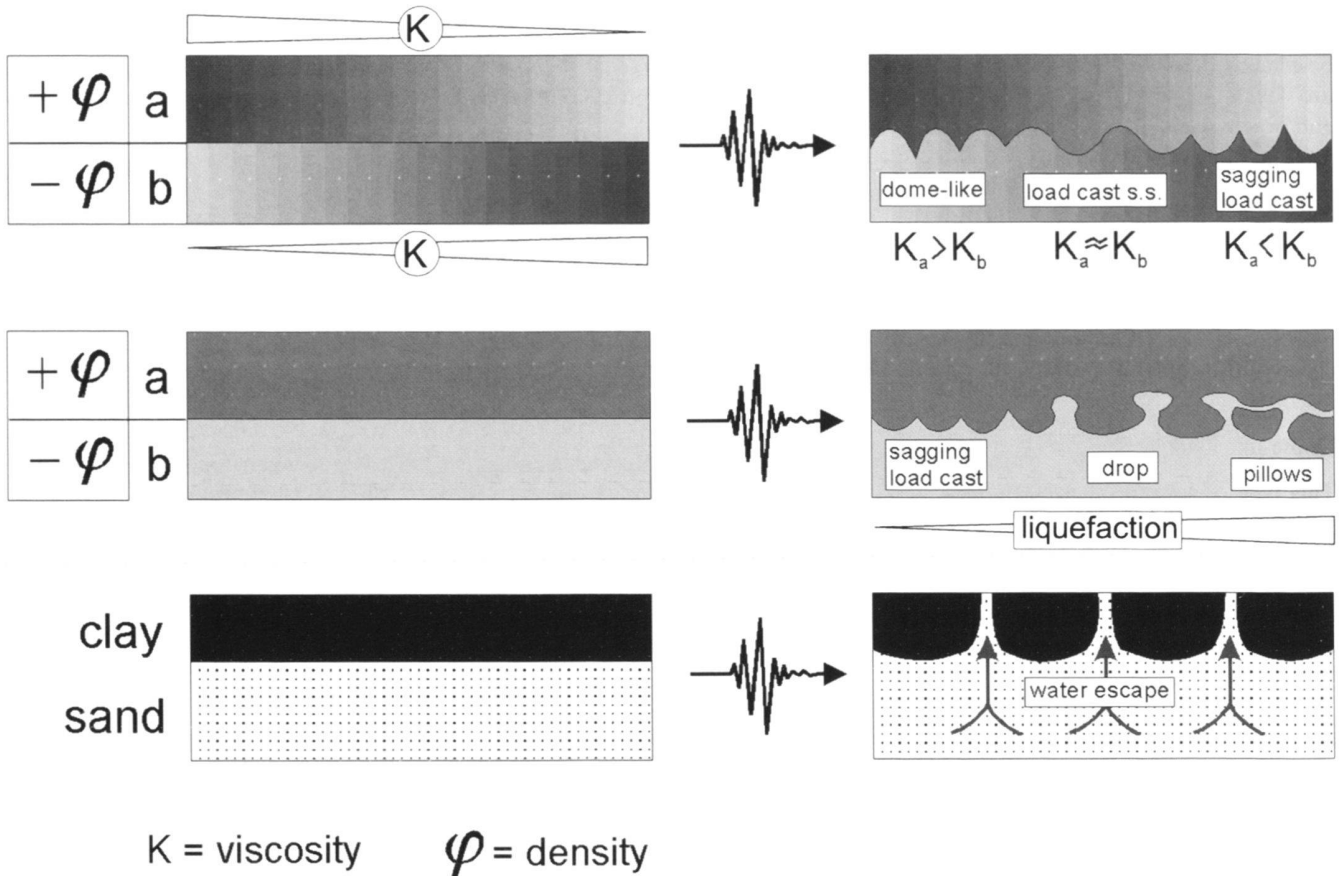 K
+ φ a
− φ b
K
dome-like
load cast s.s.
sagging
load cast
Ka>Kb
Ka≈Kb
Ka<Kb
+ φ a
− φ b
sagging
load cast
drop
pillows
liquefaction
clay
sand
water escape
K = viscosity
φ = density